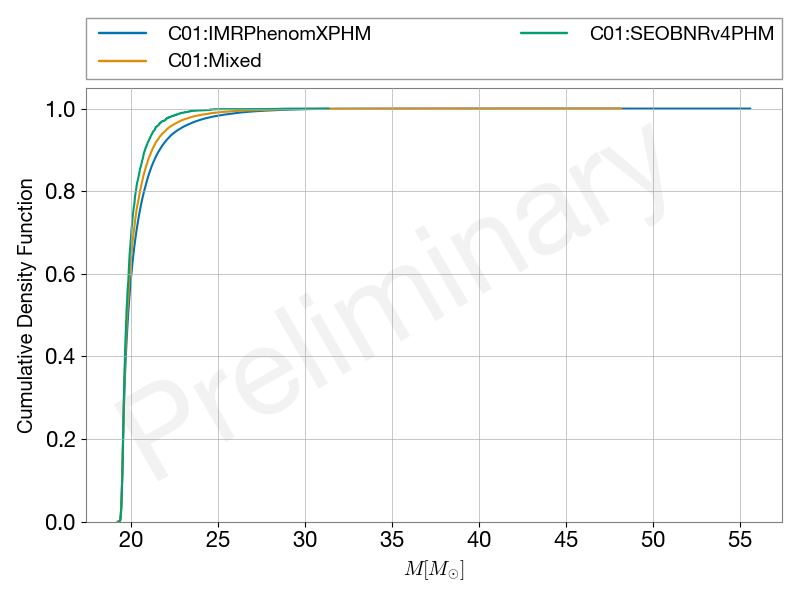 C01:IMRPhenomXPHM
C01:SEOBNRv4PHM
C01:Mixed
1.0
0.8
0.6
0.4
0.2
0.0
Cumulative Density Function
Preliminary
20 25 30 35 40 45 50 55
M[M⊙]